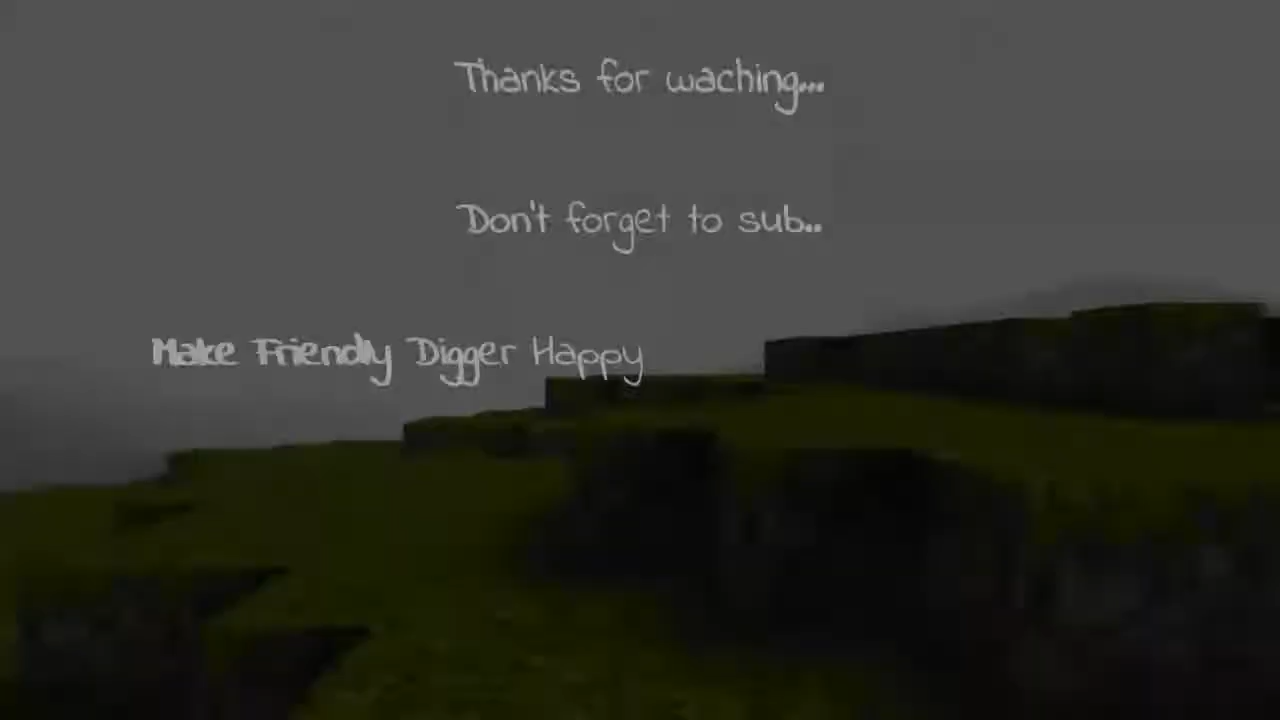 Thanks for waching...
Don't forget to sub..
Make Friendly Digger Happy